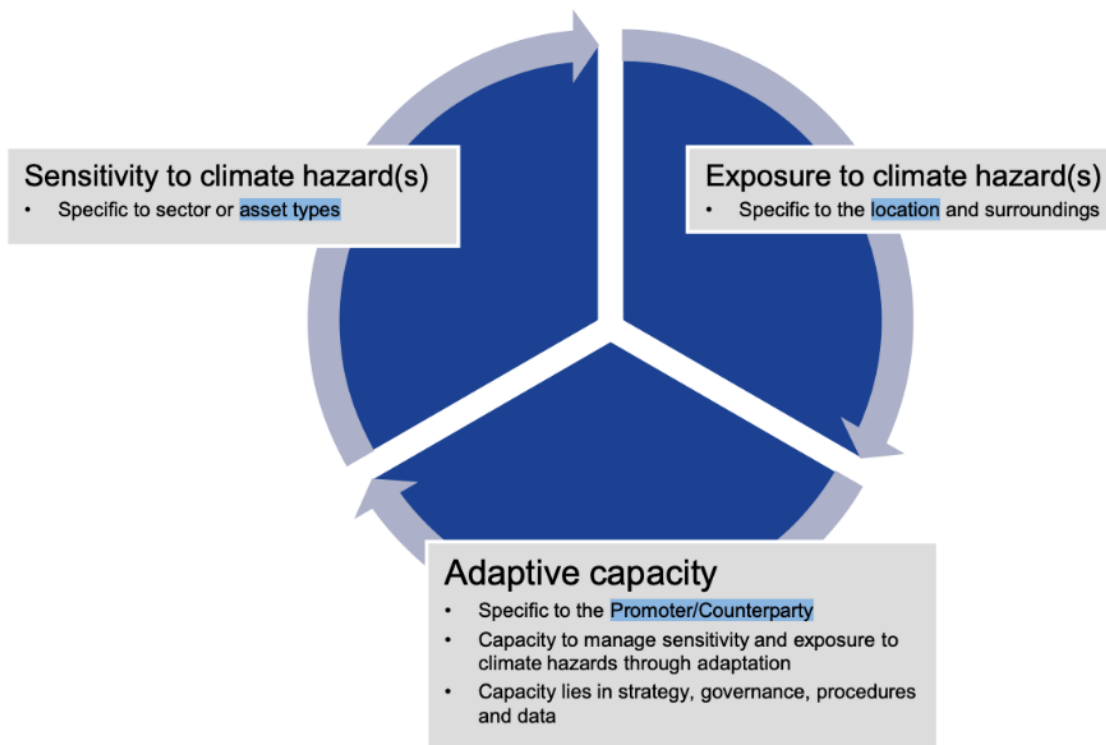 Sensitivity to climate hazard(s)
• Specific to sector or asset types
Exposure to climate hazard(s)
• Specific to the location and surroundings
Adaptive capacity
• Specific to the Promoter/Counterparty
• Capacity to manage sensitivity and exposure to
climate hazards through adaptation
• Capacity lies in strategy, governance, procedures
and data